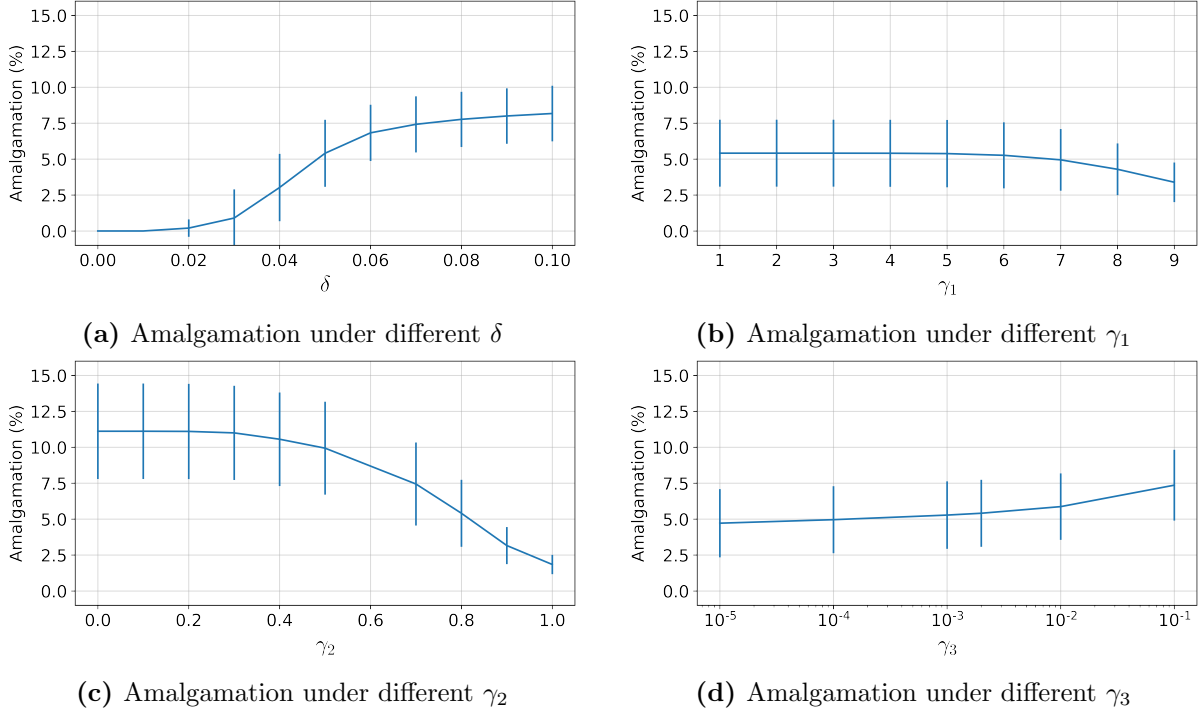 15.0
12.5
10.0
7.5
5.0
2.5
0.0
Amalgamation (%)
0.00 0.02 0.04 0.06 0.08 0.10
δ
(a) Amalgamation under different δ
15.0
12.5
10.0
7.5
5.0
2.5
0.0
Amalgamation (%)
1 2 3 4 5 6 7 8 9
γ₁
(b) Amalgamation under different γ₁
15.0
12.5
10.0
7.5
5.0
2.5
0.0
Amalgamation (%)
0.0 0.2 0.4 0.6 0.8 1.0
γ₂
(c) Amalgamation under different γ₂
15.0
12.5
10.0
7.5
5.0
2.5
0.0
Amalgamation (%)
10⁻⁵ 10⁻⁴ 10⁻³ 10⁻² 10⁻¹
γ₃
(d) Amalgamation under different γ₃